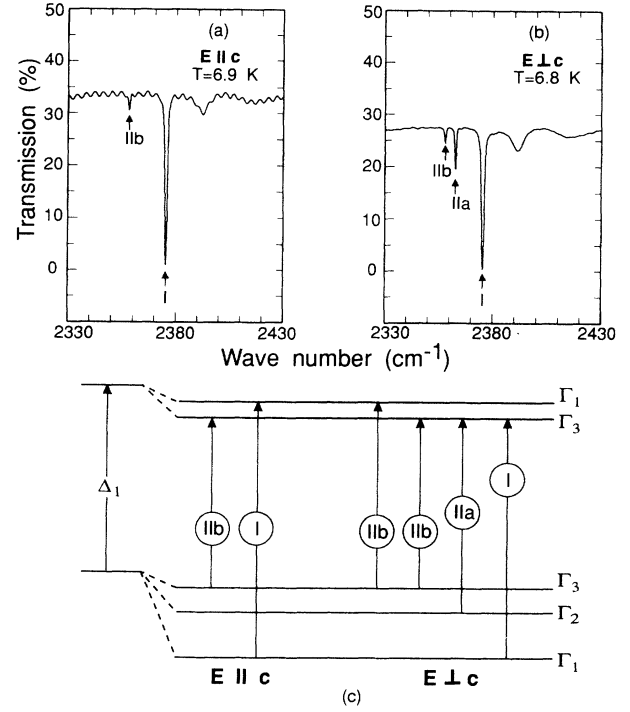 (a)
E || c
T=6.9 K
50
40
30
20
10
0
IIb
I
2330 2380 2430
Transmission (%)
(b)
E ⊥ c
T=6.8 K
50
40
30
20
10
0
IIb
IIa
I
2330 2380 2430
Wave number (cm⁻¹)
Γ₁
Γ₃
Δ₁
IIb I IIb IIb IIa I
Γ₃
Γ₂
Γ₁
E || c E ⊥ c
(c)